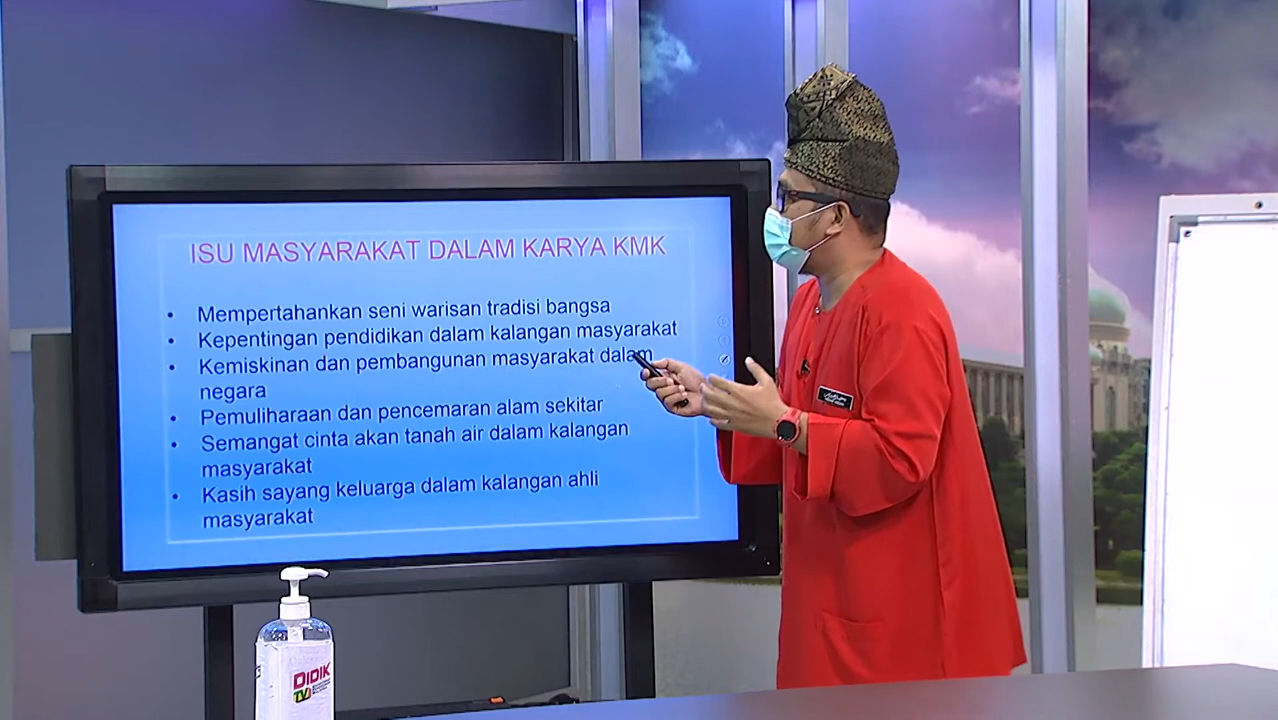 ISU MASYARAKAT DALAM KARYA KMK
• Mempertahankan seni warisan tradisi bangsa
• Kepentingan pendidikan dalam kalangan masyarakat
• Kemiskinan dan pembangunan masyarakat dalam
negara
• Pemuliharaan dan pencemaran alam sekitar
• Semangat cinta akan tanah air dalam kalangan
masyarakat
• Kasih sayang keluarga dalam kalangan ahli
masyarakat
DIDIK
TV